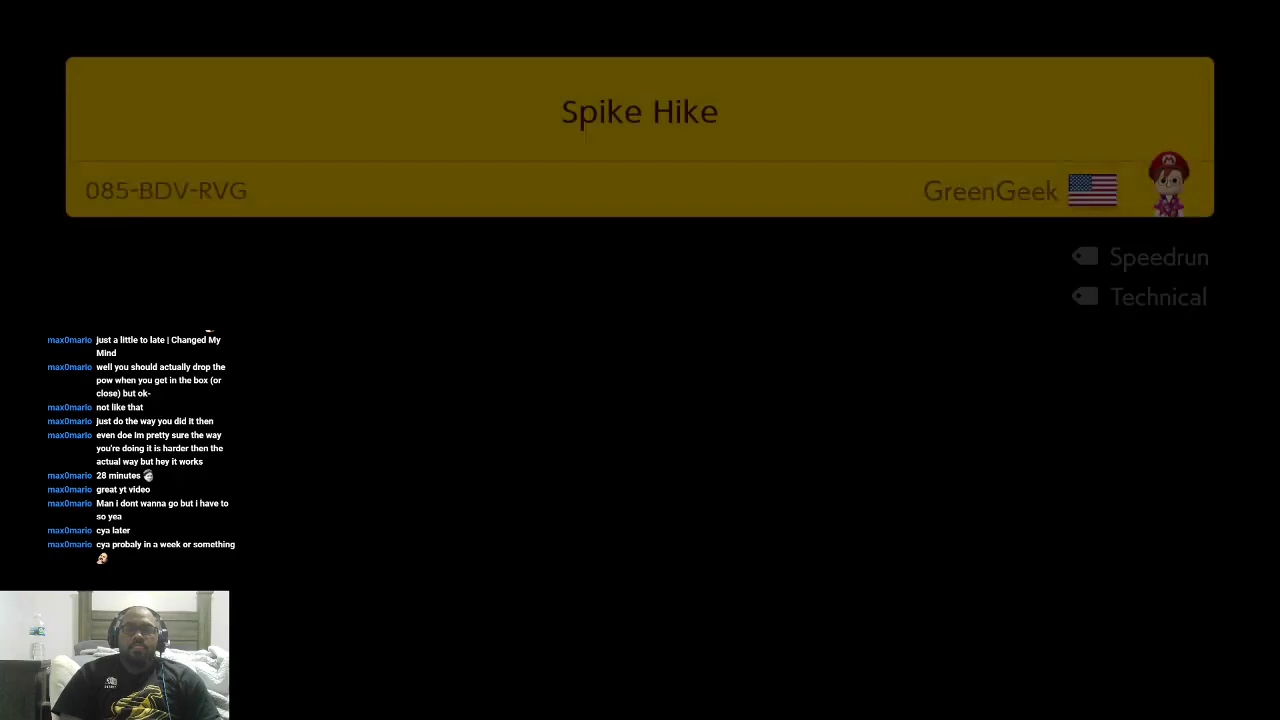 Spike Hike
085-BDV-RVG
GreenGeek
Speedrun
Technical
max0mario just a little to late | Changed My
Mind
max0mario well you should actually drop the
pow when you get in the box (or
close) but ok-
max0mario not like that
max0mario just do the way you did it then
max0mario even doe Im pretty sure the way
you're doing it is harder then the
actual way but hey it works
max0mario 28 minutes
max0mario great yt video
max0mario Man i dont wanna go but i have to
so yea
max0mario cya later
max0mario cya probaly in a week or something